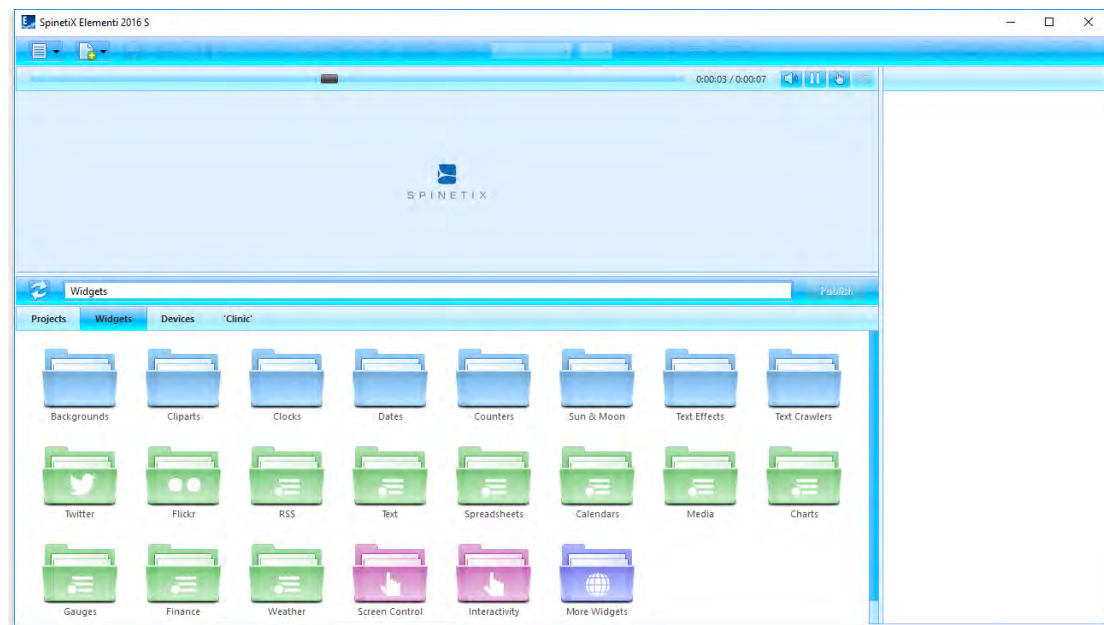 SpinetiX Elementi 2016 S
0:00:03 / 0:00:07
SPINETIX
Widgets
Publish
Projects Widgets Devices 'Clinic'
Backgrounds Cliparts Clocks Dates Counters Sun & Moon Text Effects Text Crawlers
Twitter Flickr RSS Text Spreadsheets Calendars Media Charts
Gauges Finance Weather Screen Control Interactivity More Widgets